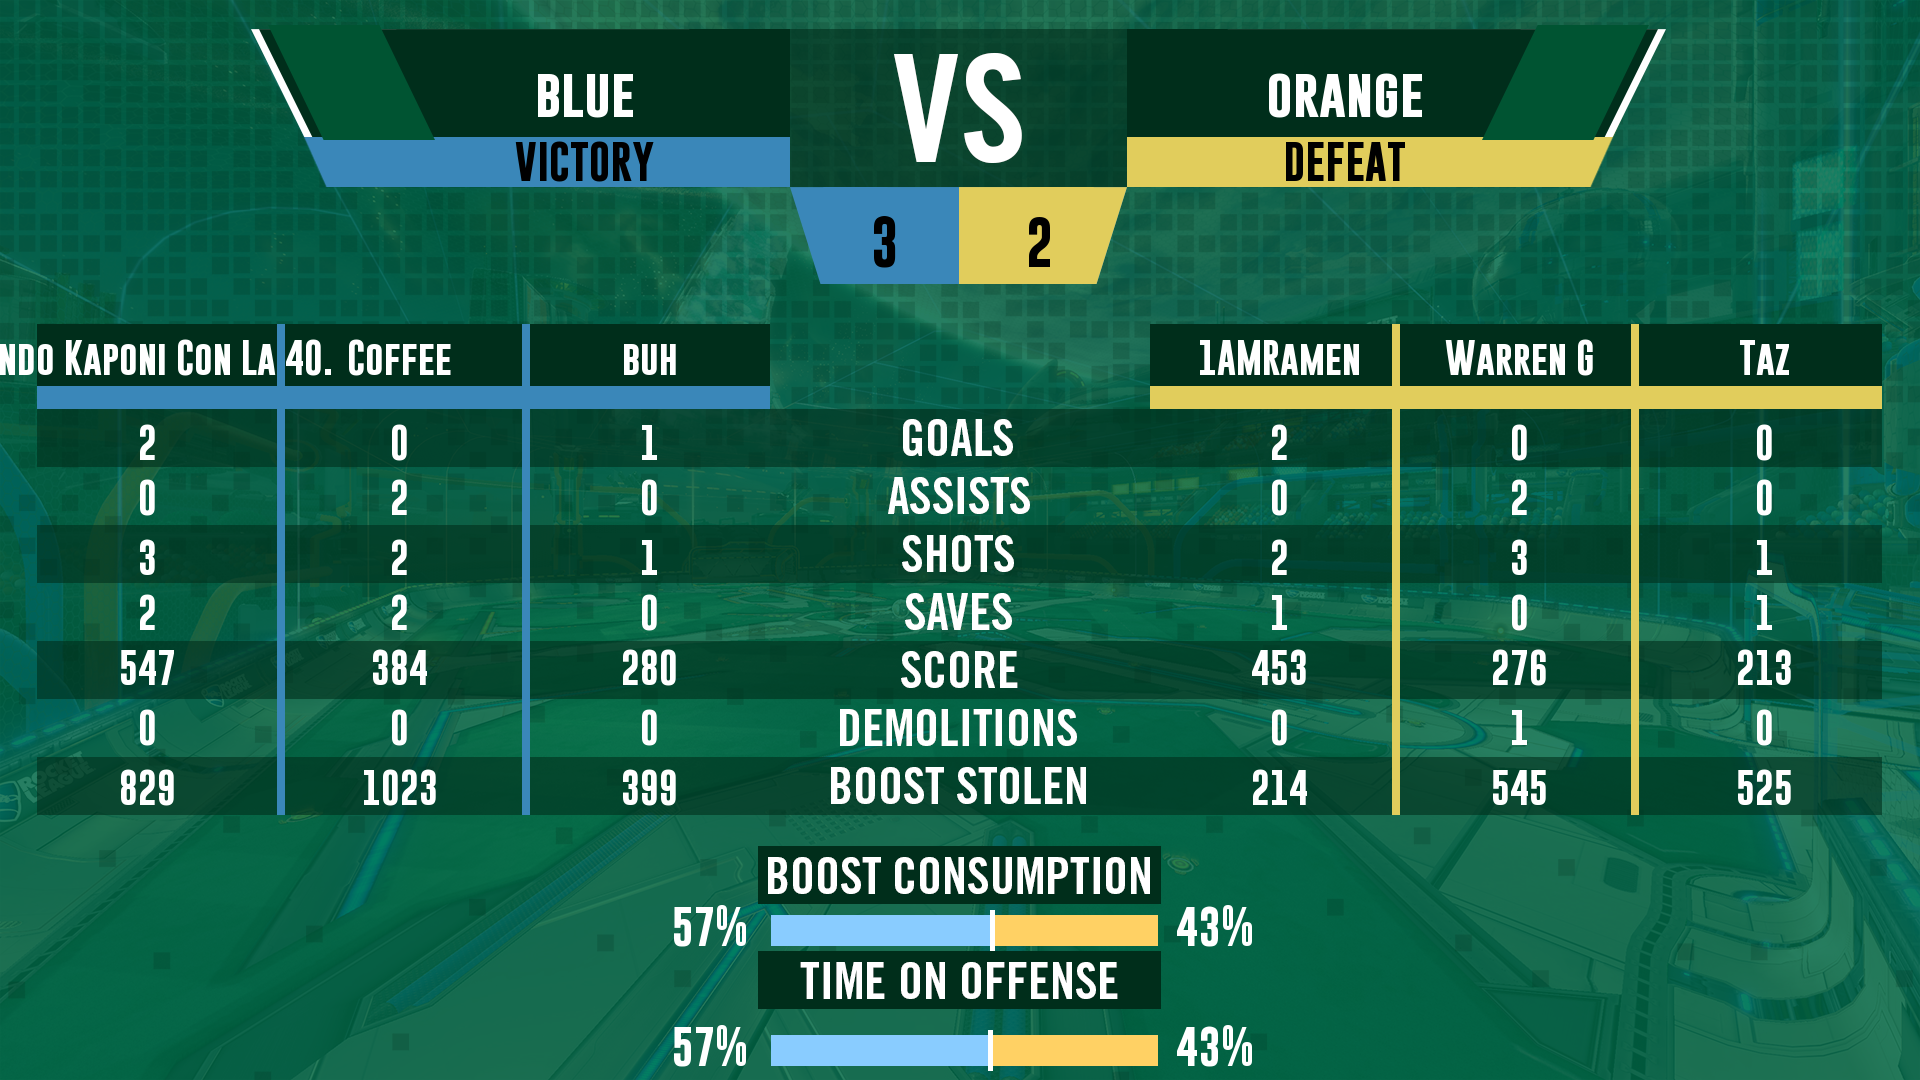 BLUE VS ORANGE
VICTORY DEFEAT
3 2
NDO KAPONI CON LA 40. COFFEE BUH 1AMRAMEN WARREN G TAZ
2 0 1 GOALS 2 0 0
0 2 0 ASSISTS 0 2 0
3 2 1 SHOTS 2 3 1
2 2 0 SAVES 1 0 1
547 384 280 SCORE 453 276 213
0 0 0 DEMOLITIONS 0 1 0
829 1023 399 BOOST STOLEN 214 545 525
BOOST CONSUMPTION
57% 43%
TIME ON OFFENSE
57% 43%